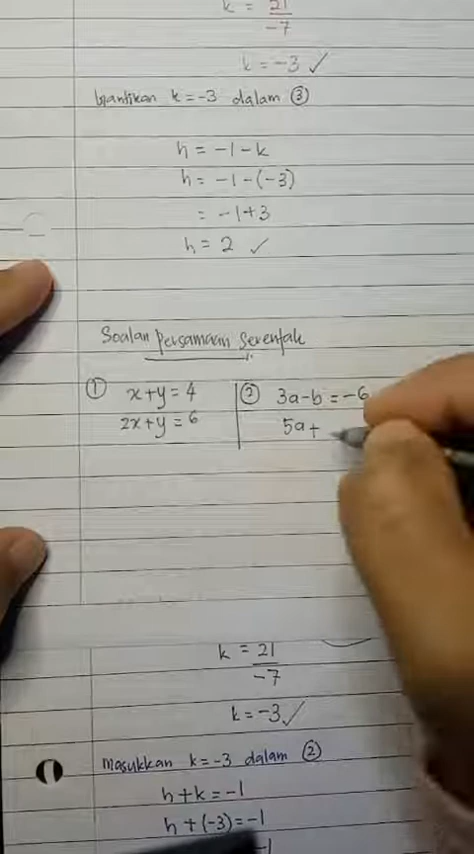 k = 21
-7
k = -3 ✓
Gantikan k = -3 dalam ③
h = -1 - k
h = -1 - (-3)
= -1 + 3
h = 2 ✓
Soalan Persamaan Serentak
① x + y = 4
2x + y = 6
② 3a - b = -6
5a +
k = 21
-7
k = -3 ✓
Masukkan k = -3 dalam ②
h + k = -1
h + (-3) = -1
-1